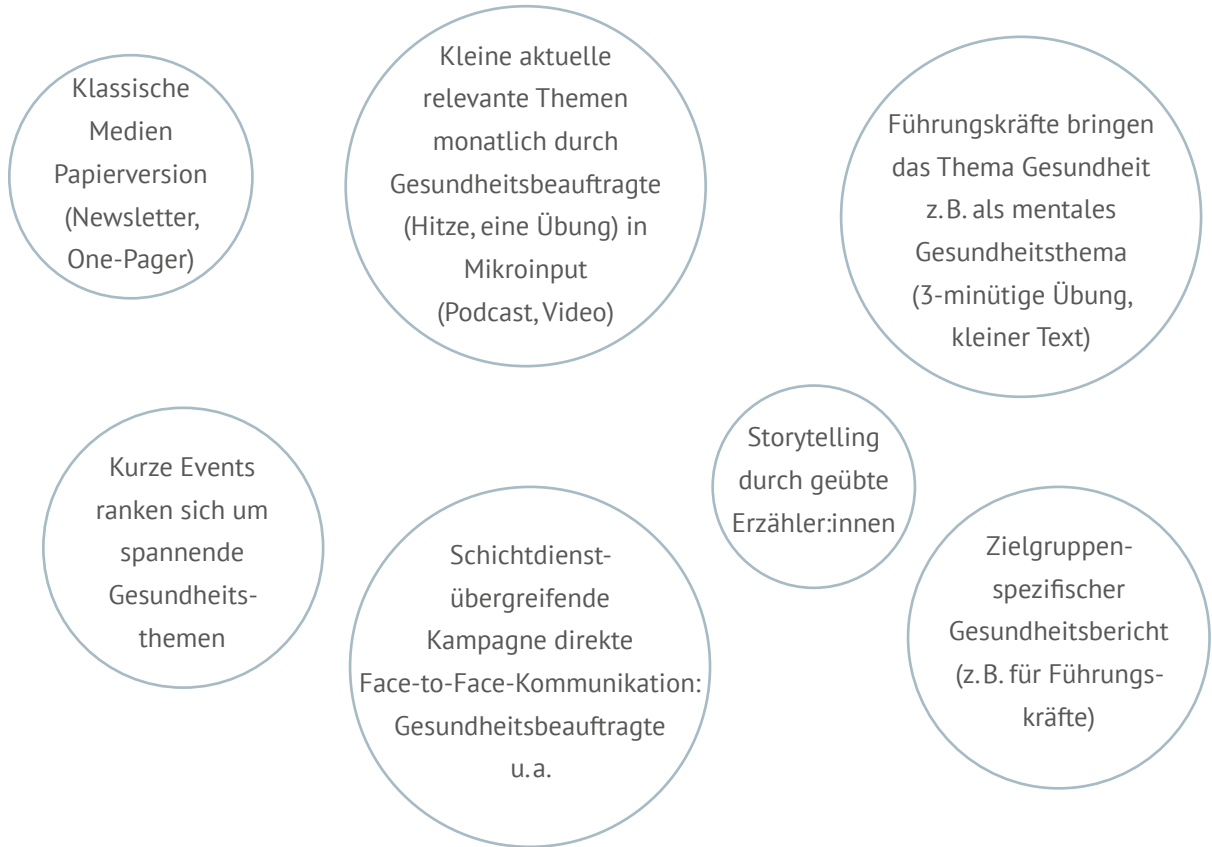 Klassische
Medien
Papierversion
(Newsletter,
One-Pager)
Kleine aktuelle
relevante Themen
monatlich durch
Gesundheitsbeauftragte
(Hitze, eine Übung) in
Mikroinput
(Podcast, Video)
Führungskräfte bringen
das Thema Gesundheit
z. B. als mentales
Gesundheitsthema
(3-minütige Übung,
kleiner Text)
Kurze Events
ranken sich um
spannende
Gesundheits-
themen
Schichtdienst-
übergreifende
Kampagne direkte
Face-to-Face-Kommunikation:
Gesundheitsbeauftragte
u. a.
Storytelling
durch geübte
Erzähler:innen
Zielgruppen-
spezifischer
Gesundheitsbericht
(z. B. für Führungs-
kräfte)